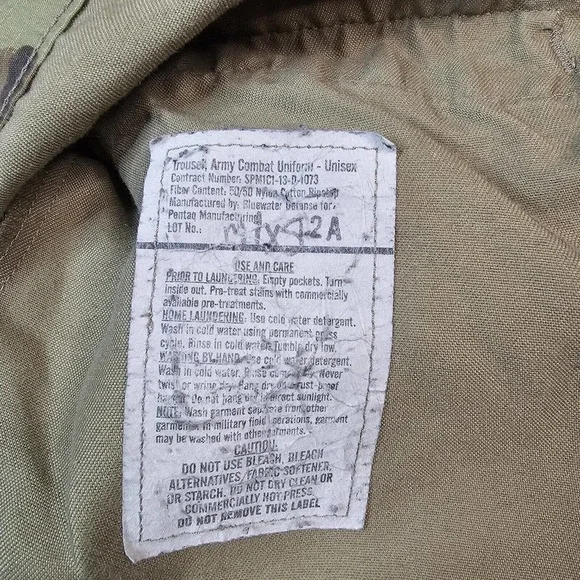 Trouser, Army Combat Uniform - Unisex
Contract Number: SPM1C1-13-D-1073
Fiber Content: 50/50 Nylon Cotton Ripstop
Manufactured by: Bluewater Defense for
Pentaq Manufacturing
LOT No.: 2A
USE AND CARE
PRIOR TO LAUNDERING: Empty pockets. Turn
inside out. Pre-treat stains with commercially
available pre-treatments.
HOME LAUNDERING: Use cold water detergent.
Wash in cold water using permanent press
cycle. Rinse in cold water. Tumble dry low.
WASHING BY HAND: Use cold water detergent.
Wash in cold water. Rinse Never
twist or wring dry. Hang dry on a rust-proof
hanger. Do not hang dry in direct sunlight.
NOTE: Wash garment separate from other
garments. In military field operations, garment
may be washed with other garments.
CAUTION:
DO NOT USE BLEACH, BLEACH
ALTERNATIVES, FABRIC SOFTENER,
OR STARCH. DO NOT DRY CLEAN OR
COMMERCIALLY HOT PRESS
DO NOT REMOVE THIS LABEL